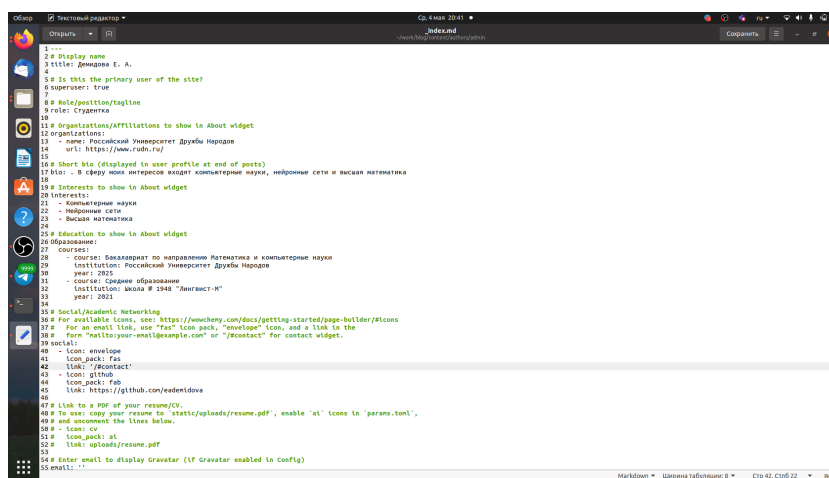 Обзор
Текстовый редактор
Ср, 4 мая 20:41
ru
Открыть
_index.md
~/work/blog/content/authors/admin
Сохранить
1 ---
2 # Display name
3 title: Демидова Е. А.
4
5 # Is this the primary user of the site?
6 superuser: true
7
8 # Role/position/tagline
9 role: Студентка
10
11 # Organizations/Affiliations to show in About widget
12 organizations:
13 - name: Российский Университет Дружбы Народов
14 url: https://www.rudn.ru/
15
16 # Short bio (displayed in user profile at end of posts)
17 bio: . В сферу моих интересов входят компьютерные науки, нейронные сети и высшая математика
18
19 # Interests to show in About widget
20 interests:
21 - Компьютерные науки
22 - Нейронные сети
23 - Высшая математика
24
25 # Education to show in About widget
26 Образование:
27 courses:
28 - course: Бакалавриат по направлению Математика и компьютерные науки
29 institution: Российский Университет Дружбы Народов
30 year: 2025
31 - course: Среднее образование
32 institution: Школа № 1948 "Лингвист-М"
33 year: 2021
34
35 # Social/Academic Networking
36 # For available icons, see: https://wowchemy.com/docs/getting-started/page-builder/#icons
37 # For an email link, use "fas" icon pack, "envelope" icon, and a link in the
38 # form "mailto:your-email@example.com" or "/#contact" for contact widget.
39 social:
40 - icon: envelope
41 icon_pack: fas
42 link: '/#contact'
43 - icon: github
44 icon_pack: fab
45 link: https://github.com/eademidova
46
47 # Link to a PDF of your resume/CV.
48 # To use: copy your resume to `static/uploads/resume.pdf`, enable `ai` icons in `params.toml`,
49 # and uncomment the lines below.
50 # - icon: cv
51 # icon_pack: ai
52 # link: uploads/resume.pdf
53
54 # Enter email to display Gravatar (if Gravatar enabled in Config)
55 email: ''
Markdown
Ширина табуляции: 8
Стр 42, Стлб 22